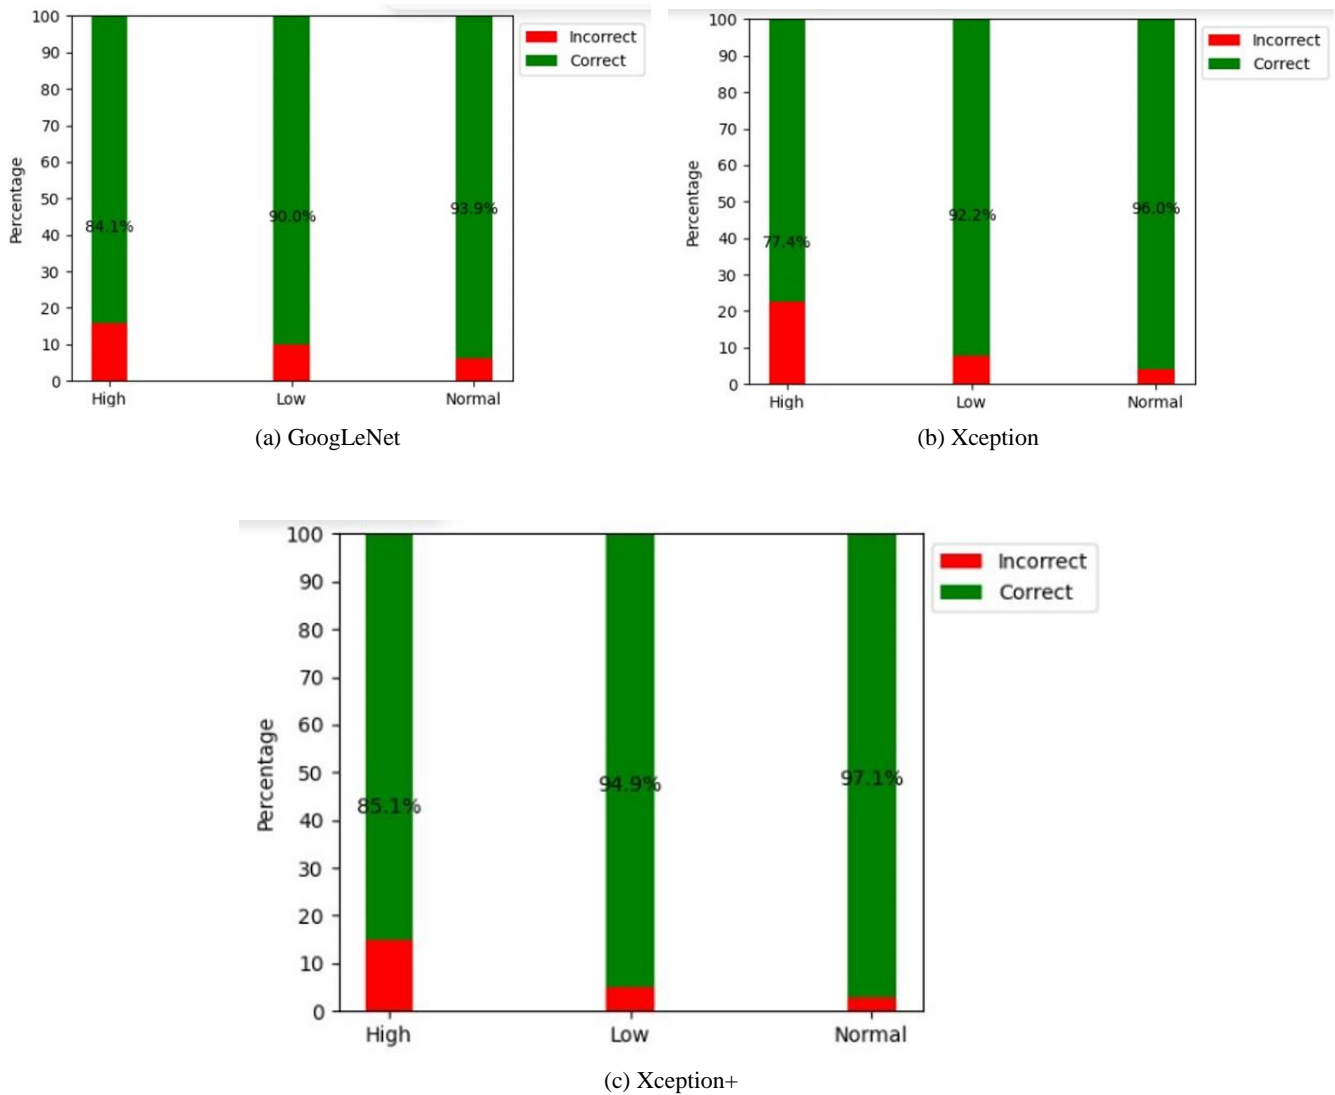 100
90
80
70
60
50
40
30
20
10
0
Percentage
84.1%
90.0%
93.9%
High
Low
Normal
Incorrect
Correct
(a) GoogLeNet
100
90
80
70
60
50
40
30
20
10
0
Percentage
77.4%
92.2%
96.0%
High
Low
Normal
Incorrect
Correct
(b) Xception
100
90
80
70
60
50
40
30
20
10
0
Percentage
85.1%
94.9%
97.1%
High
Low
Normal
Incorrect
Correct
(c) Xception+